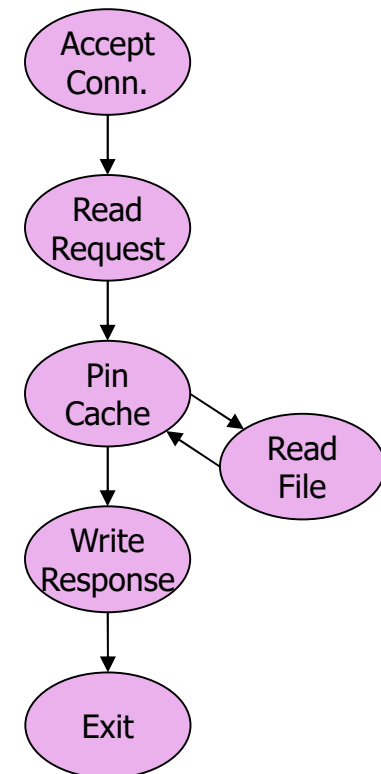 Accept
Conn.
Read
Request
Pin
Cache
Read
File
Write
Response
Exit